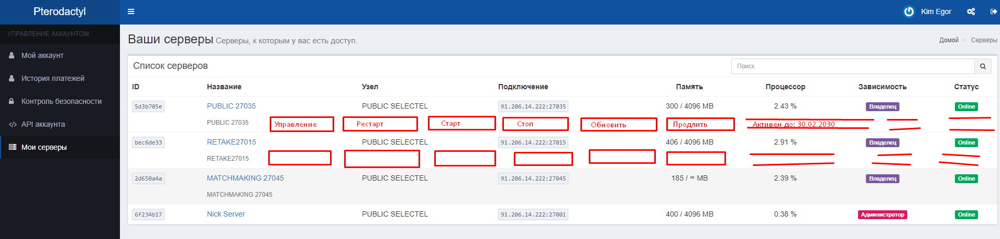 Pterodactyl
Kim Egor
УПРАВЛЕНИЕ АККАУНТОМ
Мой аккаунт
История платежей
Контроль безопасности
API аккаунта
Мои серверы
Ваши серверы Серверы, к которым у вас есть доступ.
Домой > Серверы
Список серверов
Поиск
ID Название Узел Подключение Память Процессор Зависимость Статус
5d3b705e PUBLIC 27035 PUBLIC SELECTEL 91.206.14.222:27035 300 / 4096 MB 2.43 % Владелец Online
PUBLIC 27035 Управление Рестарт Старт Стоп Обновить Продлить Активен до: 30.02.2030
bec6de33 RETAKE27015 PUBLIC SELECTEL 91.206.14.222:27015 406 / 4096 MB 2.91 % Владелец Online
RETAKE27015
2d650a4a MATCHMAKING 27045 PUBLIC SELECTEL 91.206.14.222:27045 185 / ∞ MB 2.39 % Владелец Online
MATCHMAKING 27045
6f234b17 Nick Server PUBLIC SELECTEL 91.206.14.222:27001 400 / 4096 MB 0.38 % Администратор Online